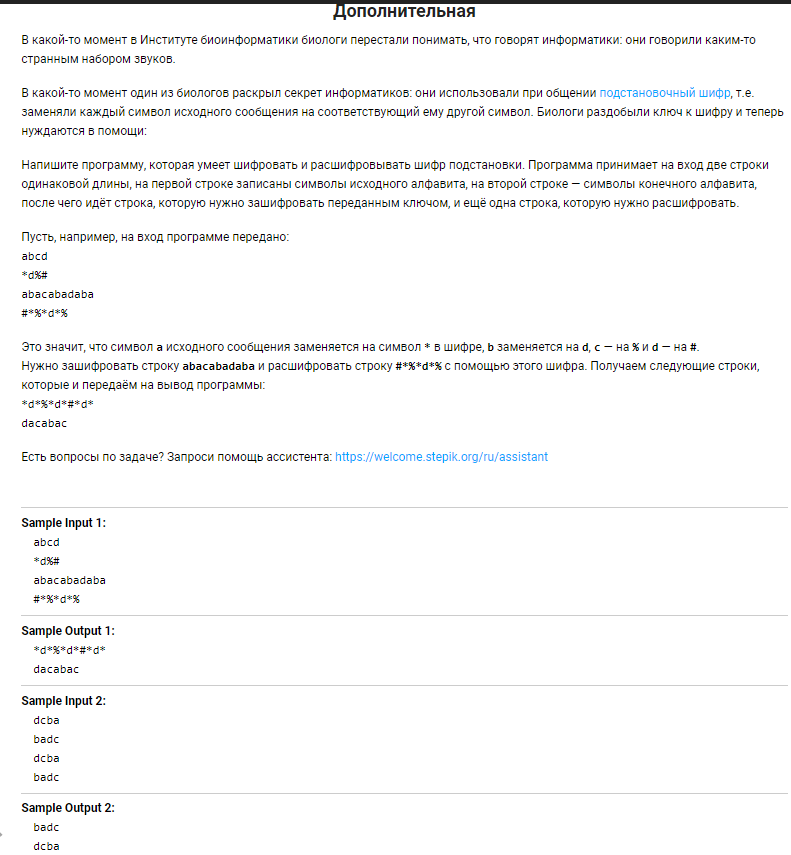 Дополнительная
В какой-то момент в Институте биоинформатики биологи перестали понимать, что говорят информатики: они говорили каким-то
странным набором звуков.
В какой-то момент один из биологов раскрыл секрет информатиков: они использовали при общении подстановочный шифр, т.е.
заменяли каждый символ исходного сообщения на соответствующий ему другой символ. Биологи раздобыли ключ к шифру и теперь
нуждаются в помощи:
Напишите программу, которая умеет шифровать и расшифровывать шифр подстановки. Программа принимает на вход две строки
одинаковой длины, на первой строке записаны символы исходного алфавита, на второй строке — символы конечного алфавита,
после чего идёт строка, которую нужно зашифровать переданным ключом, и ещё одна строка, которую нужно расшифровать.
Пусть, например, на вход программе передано:
abcd
*d%#
abacabadaba
#*%*d*%
Это значит, что символ a исходного сообщения заменяется на символ * в шифре, b заменяется на d, c — на % и d — на #.
Нужно зашифровать строку abacabadaba и расшифровать строку #*%*d*% с помощью этого шифра. Получаем следующие строки,
которые и передаём на вывод программы:
*d*%*d*#*d*
dacabac
Есть вопросы по задаче? Запроси помощь ассистента: https://welcome.stepik.org/ru/assistant
Sample Input 1:
abcd
*d%#
abacabadaba
#*%*d*%
Sample Output 1:
*d*%*d*#*d*
dacabac
Sample Input 2:
dcba
badc
dcba
badc
Sample Output 2:
badc
dcba